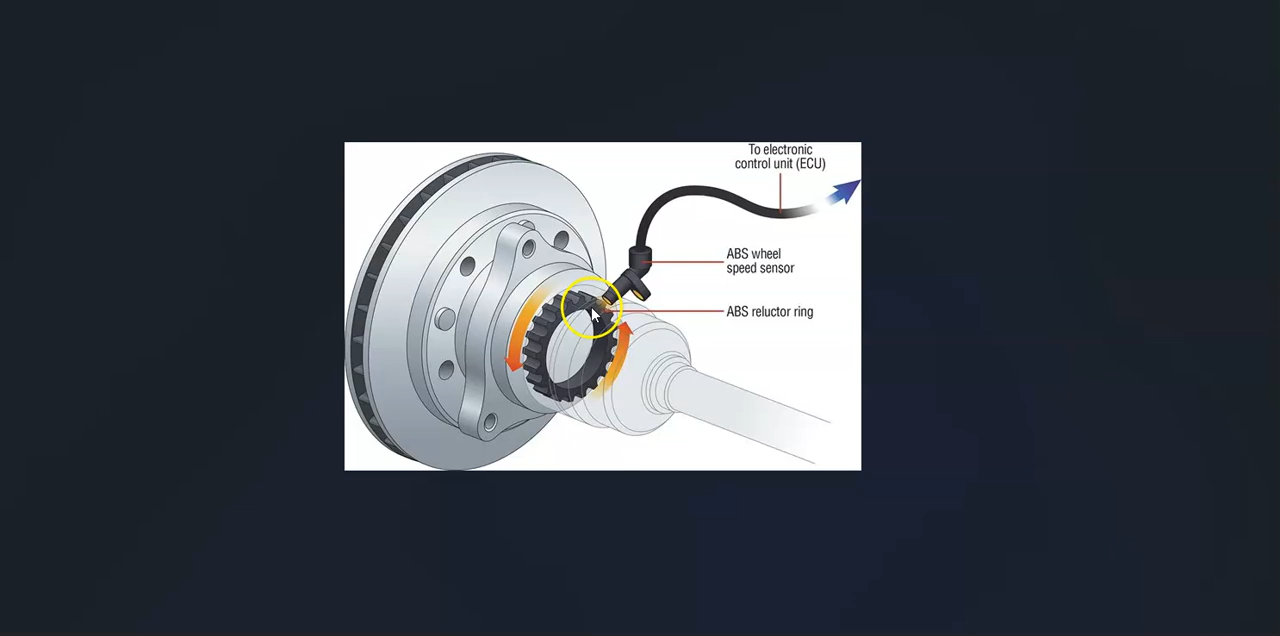 To electronic
control unit (ECU)
ABS wheel
speed sensor
ABS reluctor ring